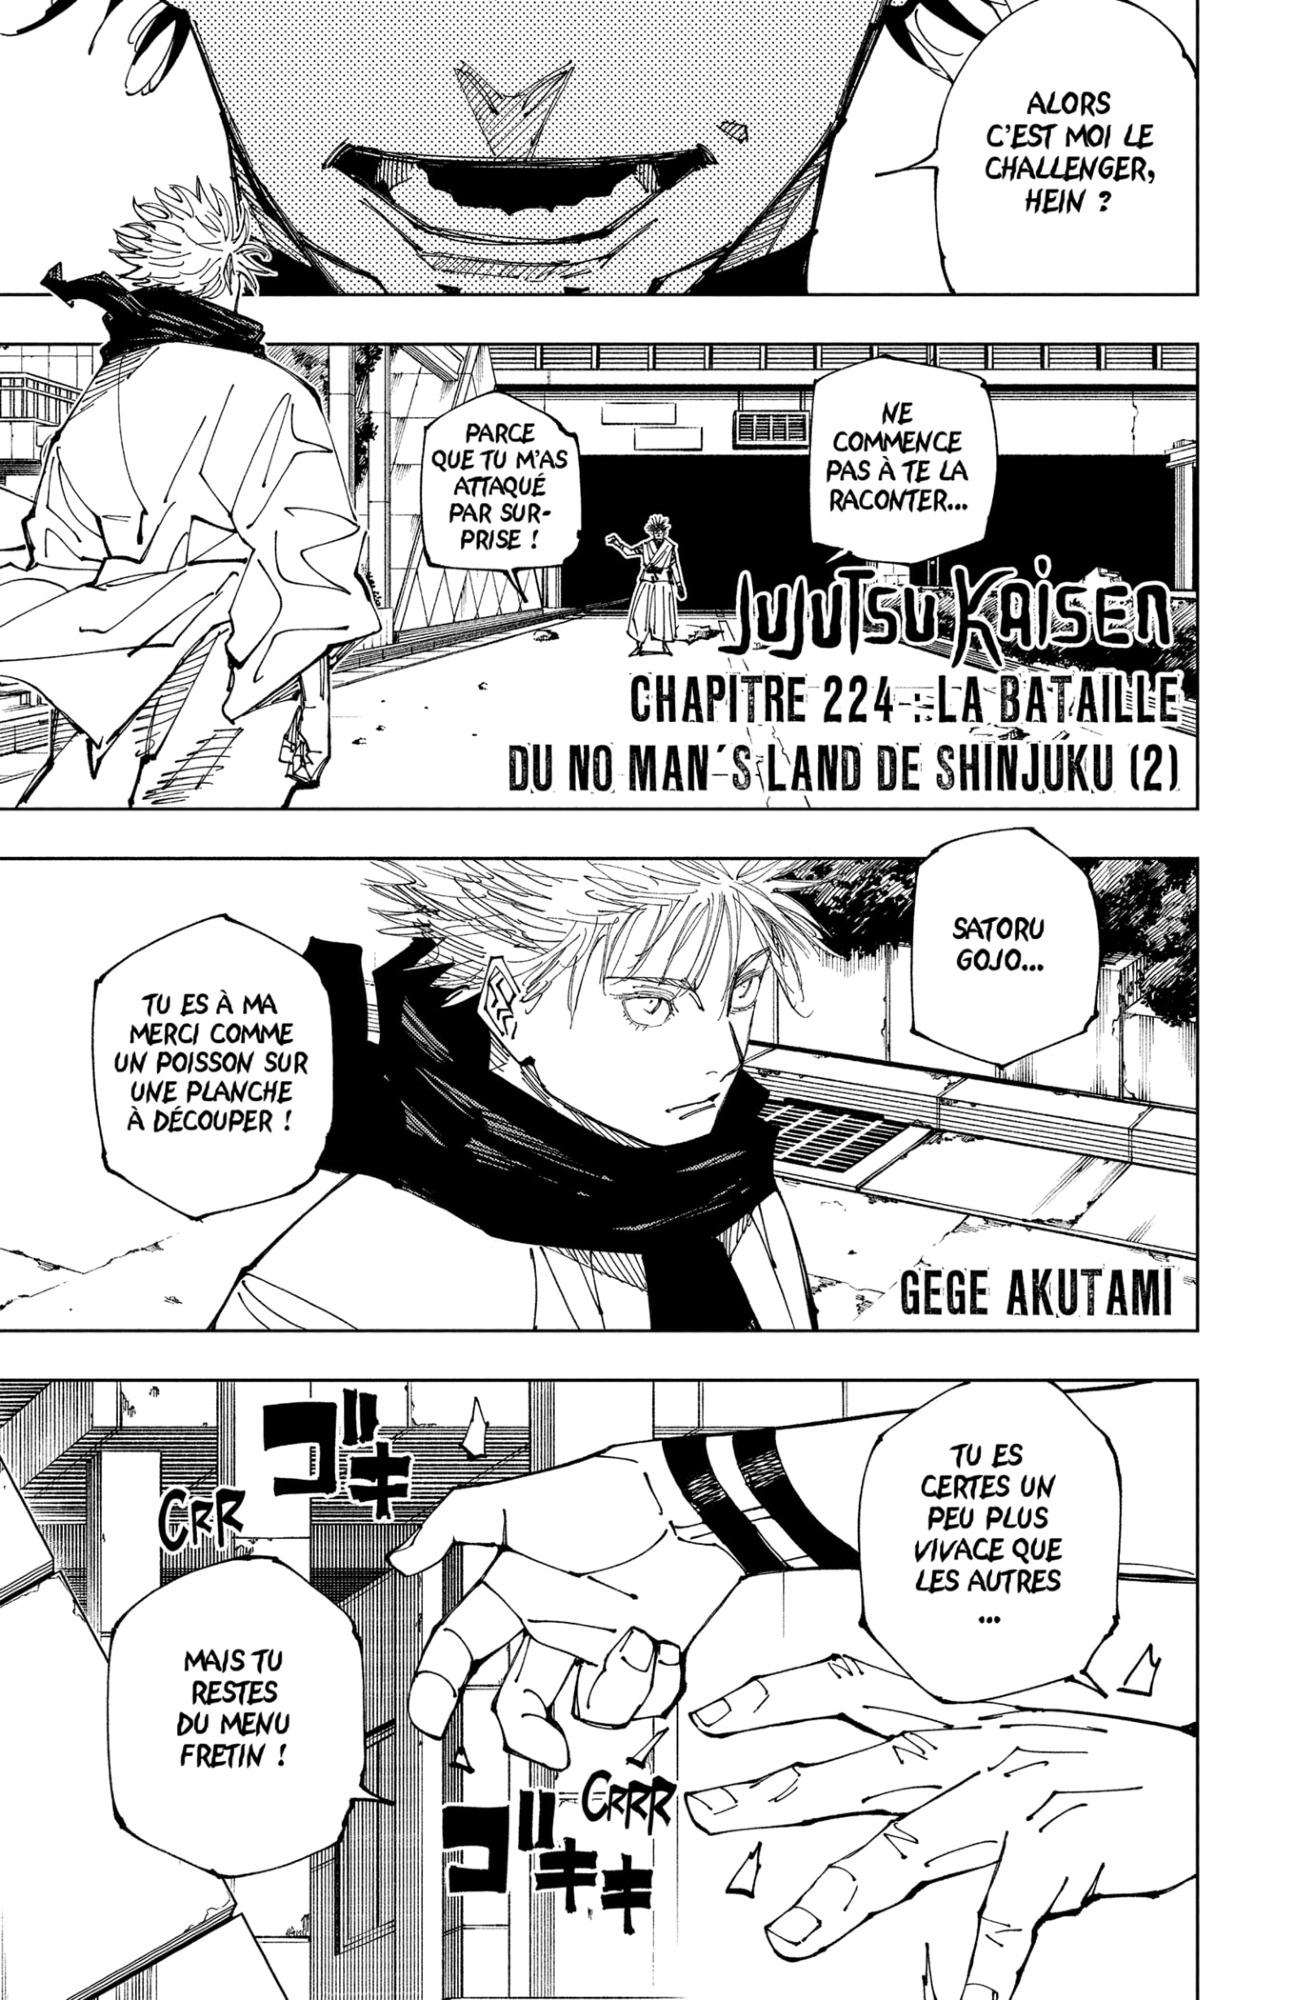 ALORS
C'EST MOI LE
CHALLENGER,
HEIN ?
NE
COMMENCE
PAS À TE LA
RACONTER...
PARCE
QUE TU M'AS
ATTAQUÉ
PAR SUR-
PRISE !
JUJUTSU KAISEN
CHAPITRE 224 : LA BATAILLE
DU NO MAN'S LAND DE SHINJUKU (2)
SATORU
GOJO...
TU ES À MA
MERCI COMME
UN POISSON SUR
UNE PLANCHE
À DÉCOUPER !
GEGE AKUTAMI
TU ES
CERTES UN
PEU PLUS
VIVACE QUE
LES AUTRES
...
ゴキ
CRR
MAIS TU
RESTES
DU MENU
FRETIN !
CRRR
ゴキキ